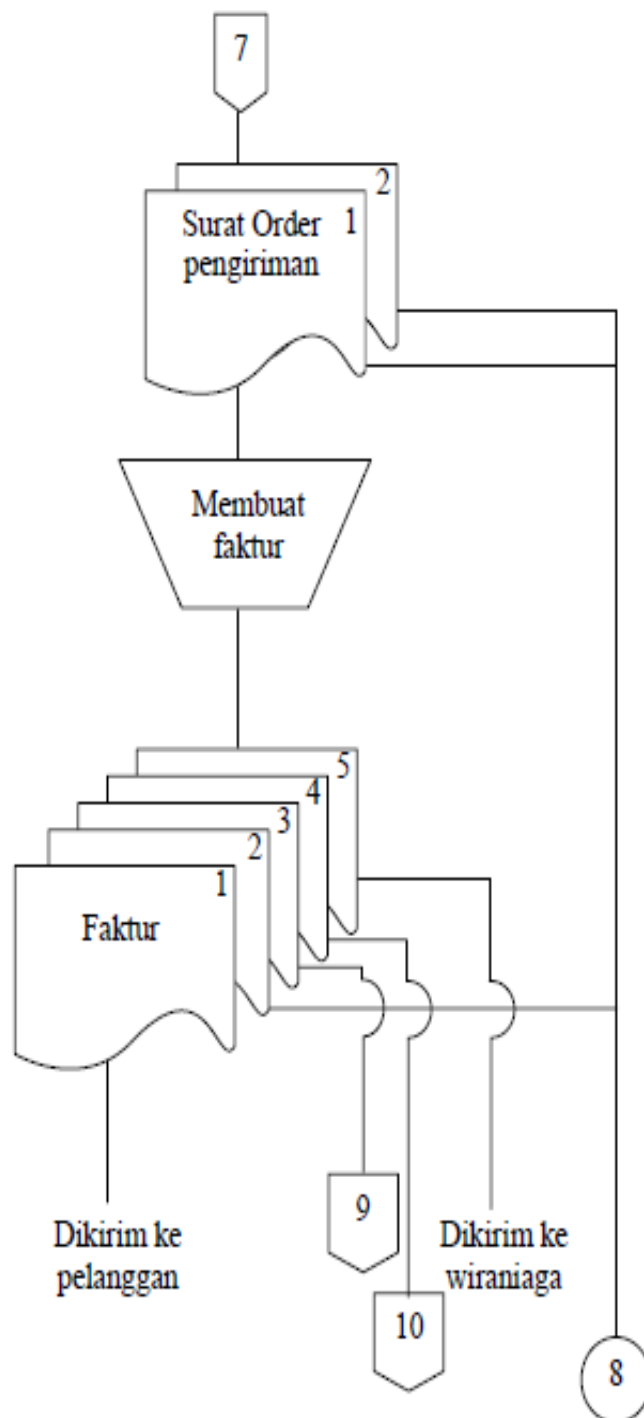 7
2
Surat Order 1
pengiriman
Membuat
faktur
5
4
3
2
1
Faktur
Dikirim ke
pelanggan
9
Dikirim ke
wiraniaga
10
8